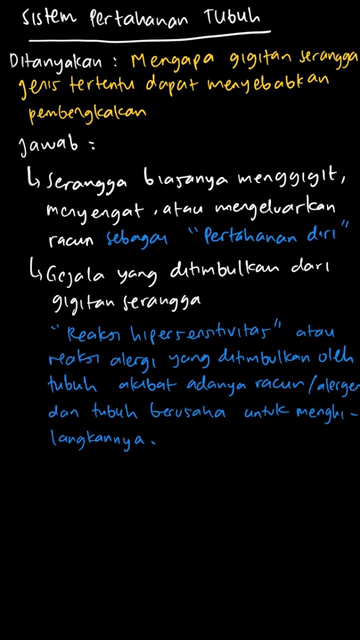 Sistem Pertahanan Tubuh
Ditanyakan : Mengapa gigitan serangga
jenis tertentu dapat menyebabkan
pembengkakan
Jawab :
↳ Serangga biasanya menggigit,
menyengat, atau mengeluarkan
racun sebagai "Pertahanan diri"
↳ Gejala yang ditimbulkan dari
gigitan serangga
"Reaksi hipersensitivitas" atau
reaksi alergi yang ditimbulkan oleh
tubuh akibat adanya racun/alergen
dan tubuh berusaha untuk menghi-
langkannya.